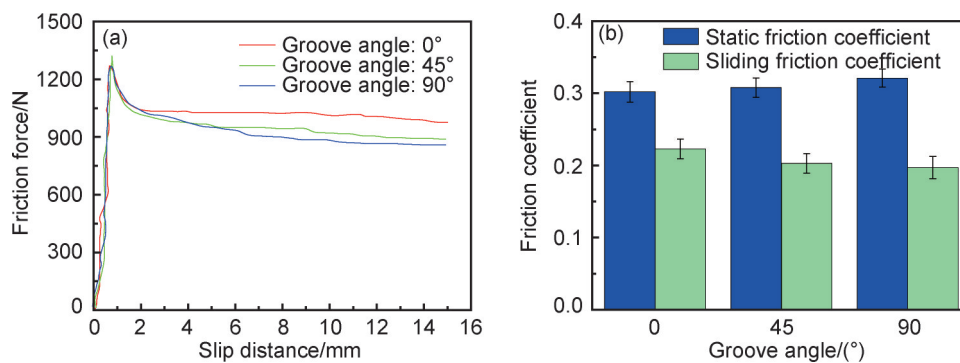 (a)
Groove angle: 0°
Groove angle: 45°
Groove angle: 90°
Friction force/N
1500
1200
900
600
300
0
0 2 4 6 8 10 12 14 16
Slip distance/mm
(b)
Static friction coefficient
Sliding friction coefficient
Friction coefficient
0.4
0.3
0.2
0.1
0.0
0 45 90
Groove angle/(°)